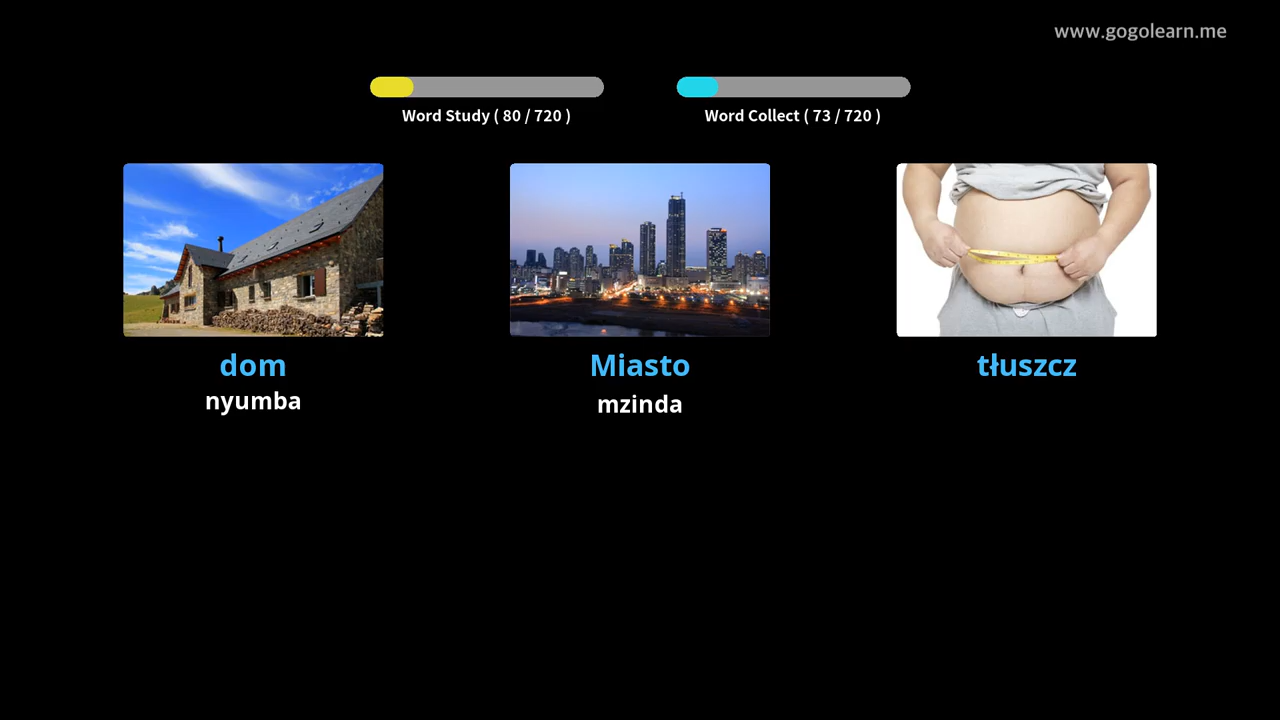 www.gogolearn.me
Word Study ( 80 / 720 )
Word Collect ( 73 / 720 )
dom
nyumba
Miasto
mzinda
tłuszcz